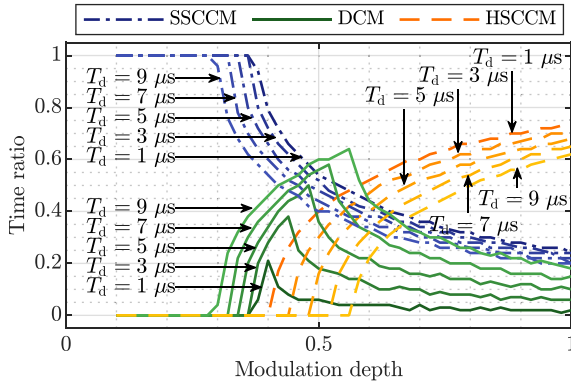 SSCCM DCM HSCCM
1
0.8
0.6
0.4
0.2
0
Time ratio
T_d = 9 μs
T_d = 7 μs
T_d = 5 μs
T_d = 3 μs
T_d = 1 μs
T_d = 9 μs
T_d = 7 μs
T_d = 5 μs
T_d = 3 μs
T_d = 1 μs
T_d = 1 μs
T_d = 3 μs
T_d = 5 μs
T_d = 9 μs
T_d = 7 μs
0 0.5 1
Modulation depth